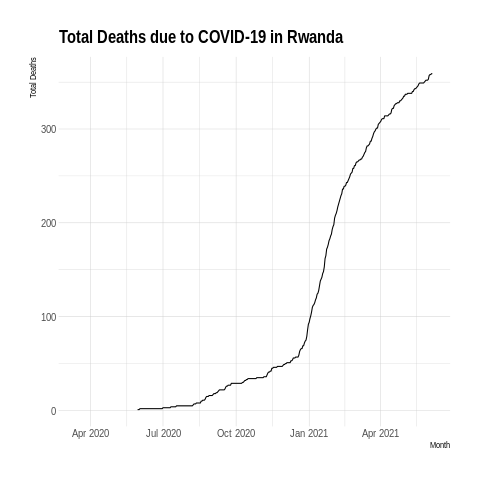 Total Deaths due to COVID-19 in Rwanda
Total Deaths
300
200
100
0
Apr 2020 Jul 2020 Oct 2020 Jan 2021 Apr 2021
Month